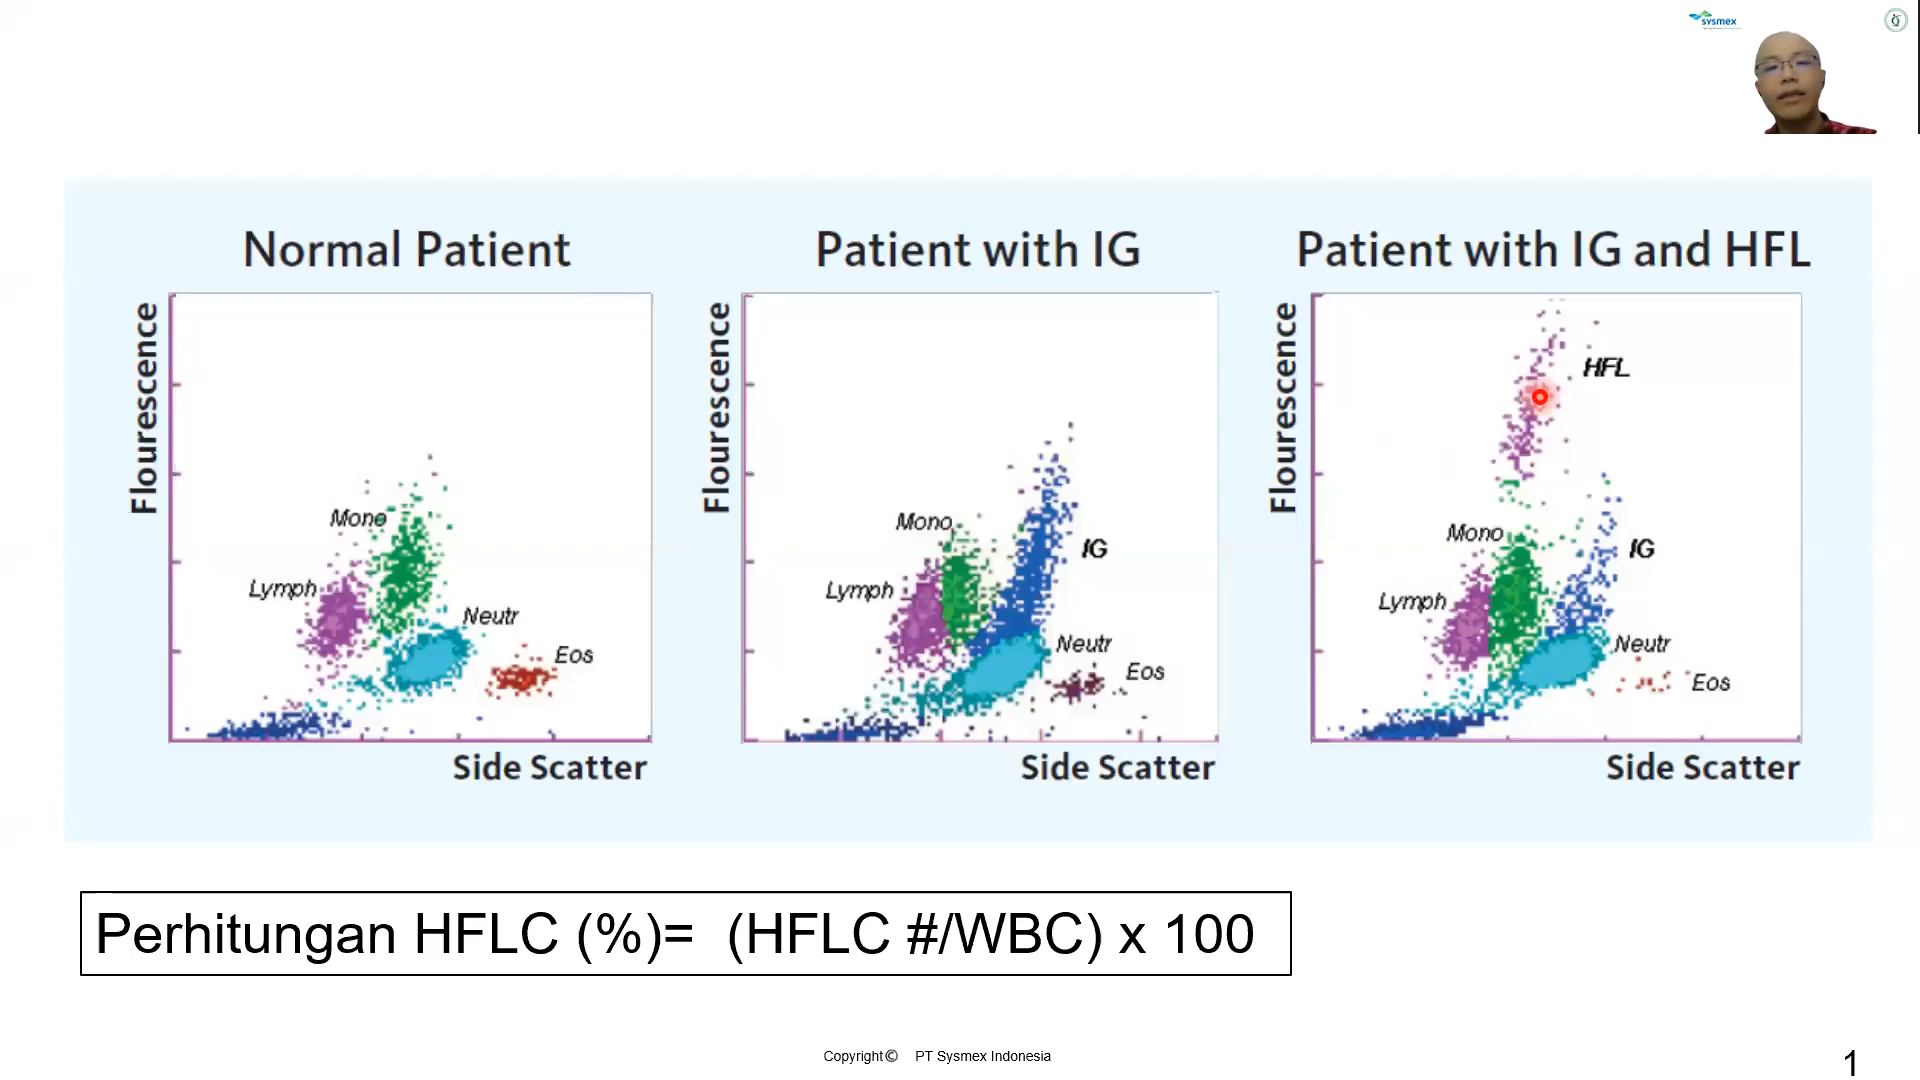 sysmex
Normal Patient
Patient with IG
Patient with IG and HFL
Flourescence
Mono
Lymph
Neutr
Eos
Side Scatter
Flourescence
Mono
Lymph
IG
Neutr
Eos
Side Scatter
Flourescence
HFL
Mono
IG
Lymph
Neutr
Eos
Side Scatter
Perhitungan HFLC (%)= (HFLC #/WBC) x 100
Copyright© PT Sysmex Indonesia
1